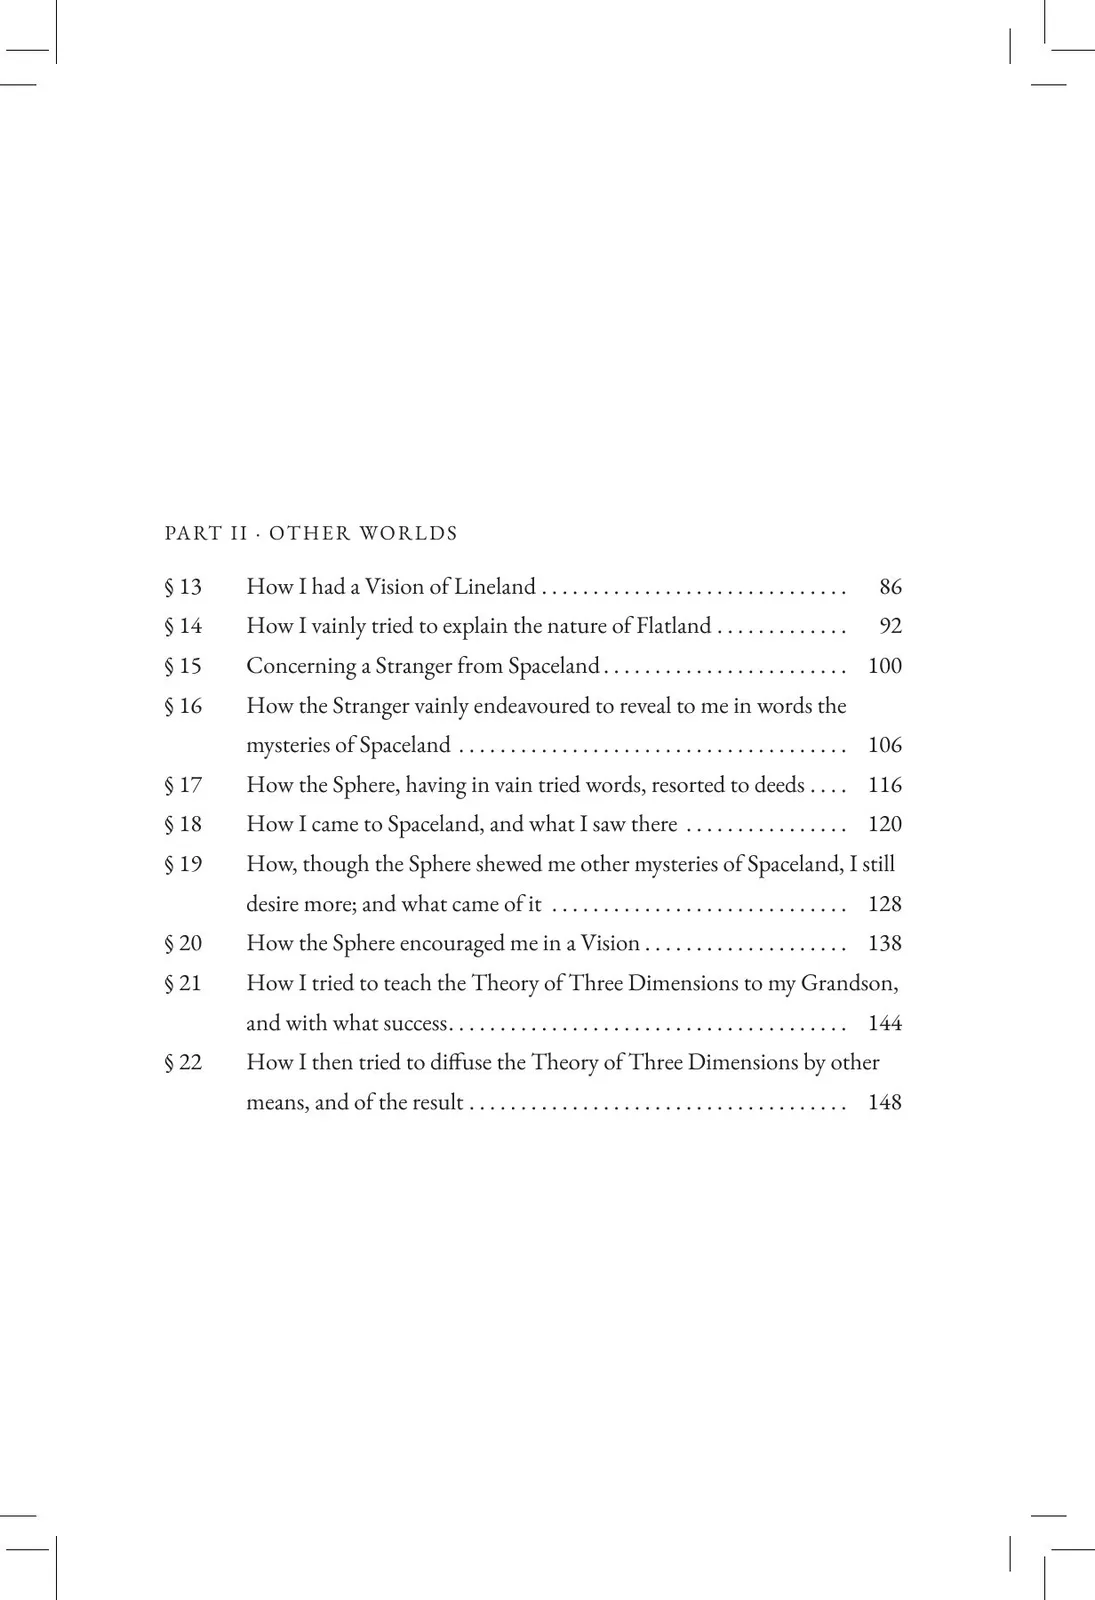 PART II · OTHER WORLDS
§ 13 How I had a Vision of Lineland .............................. 86
§ 14 How I vainly tried to explain the nature of Flatland ............. 92
§ 15 Concerning a Stranger from Spaceland ........................ 100
§ 16 How the Stranger vainly endeavoured to reveal to me in words the
mysteries of Spaceland ...................................... 106
§ 17 How the Sphere, having in vain tried words, resorted to deeds .... 116
§ 18 How I came to Spaceland, and what I saw there ................ 120
§ 19 How, though the Sphere shewed me other mysteries of Spaceland, I still
desire more; and what came of it ............................. 128
§ 20 How the Sphere encouraged me in a Vision .................... 138
§ 21 How I tried to teach the Theory of Three Dimensions to my Grandson,
and with what success ....................................... 144
§ 22 How I then tried to diffuse the Theory of Three Dimensions by other
means, and of the result ..................................... 148